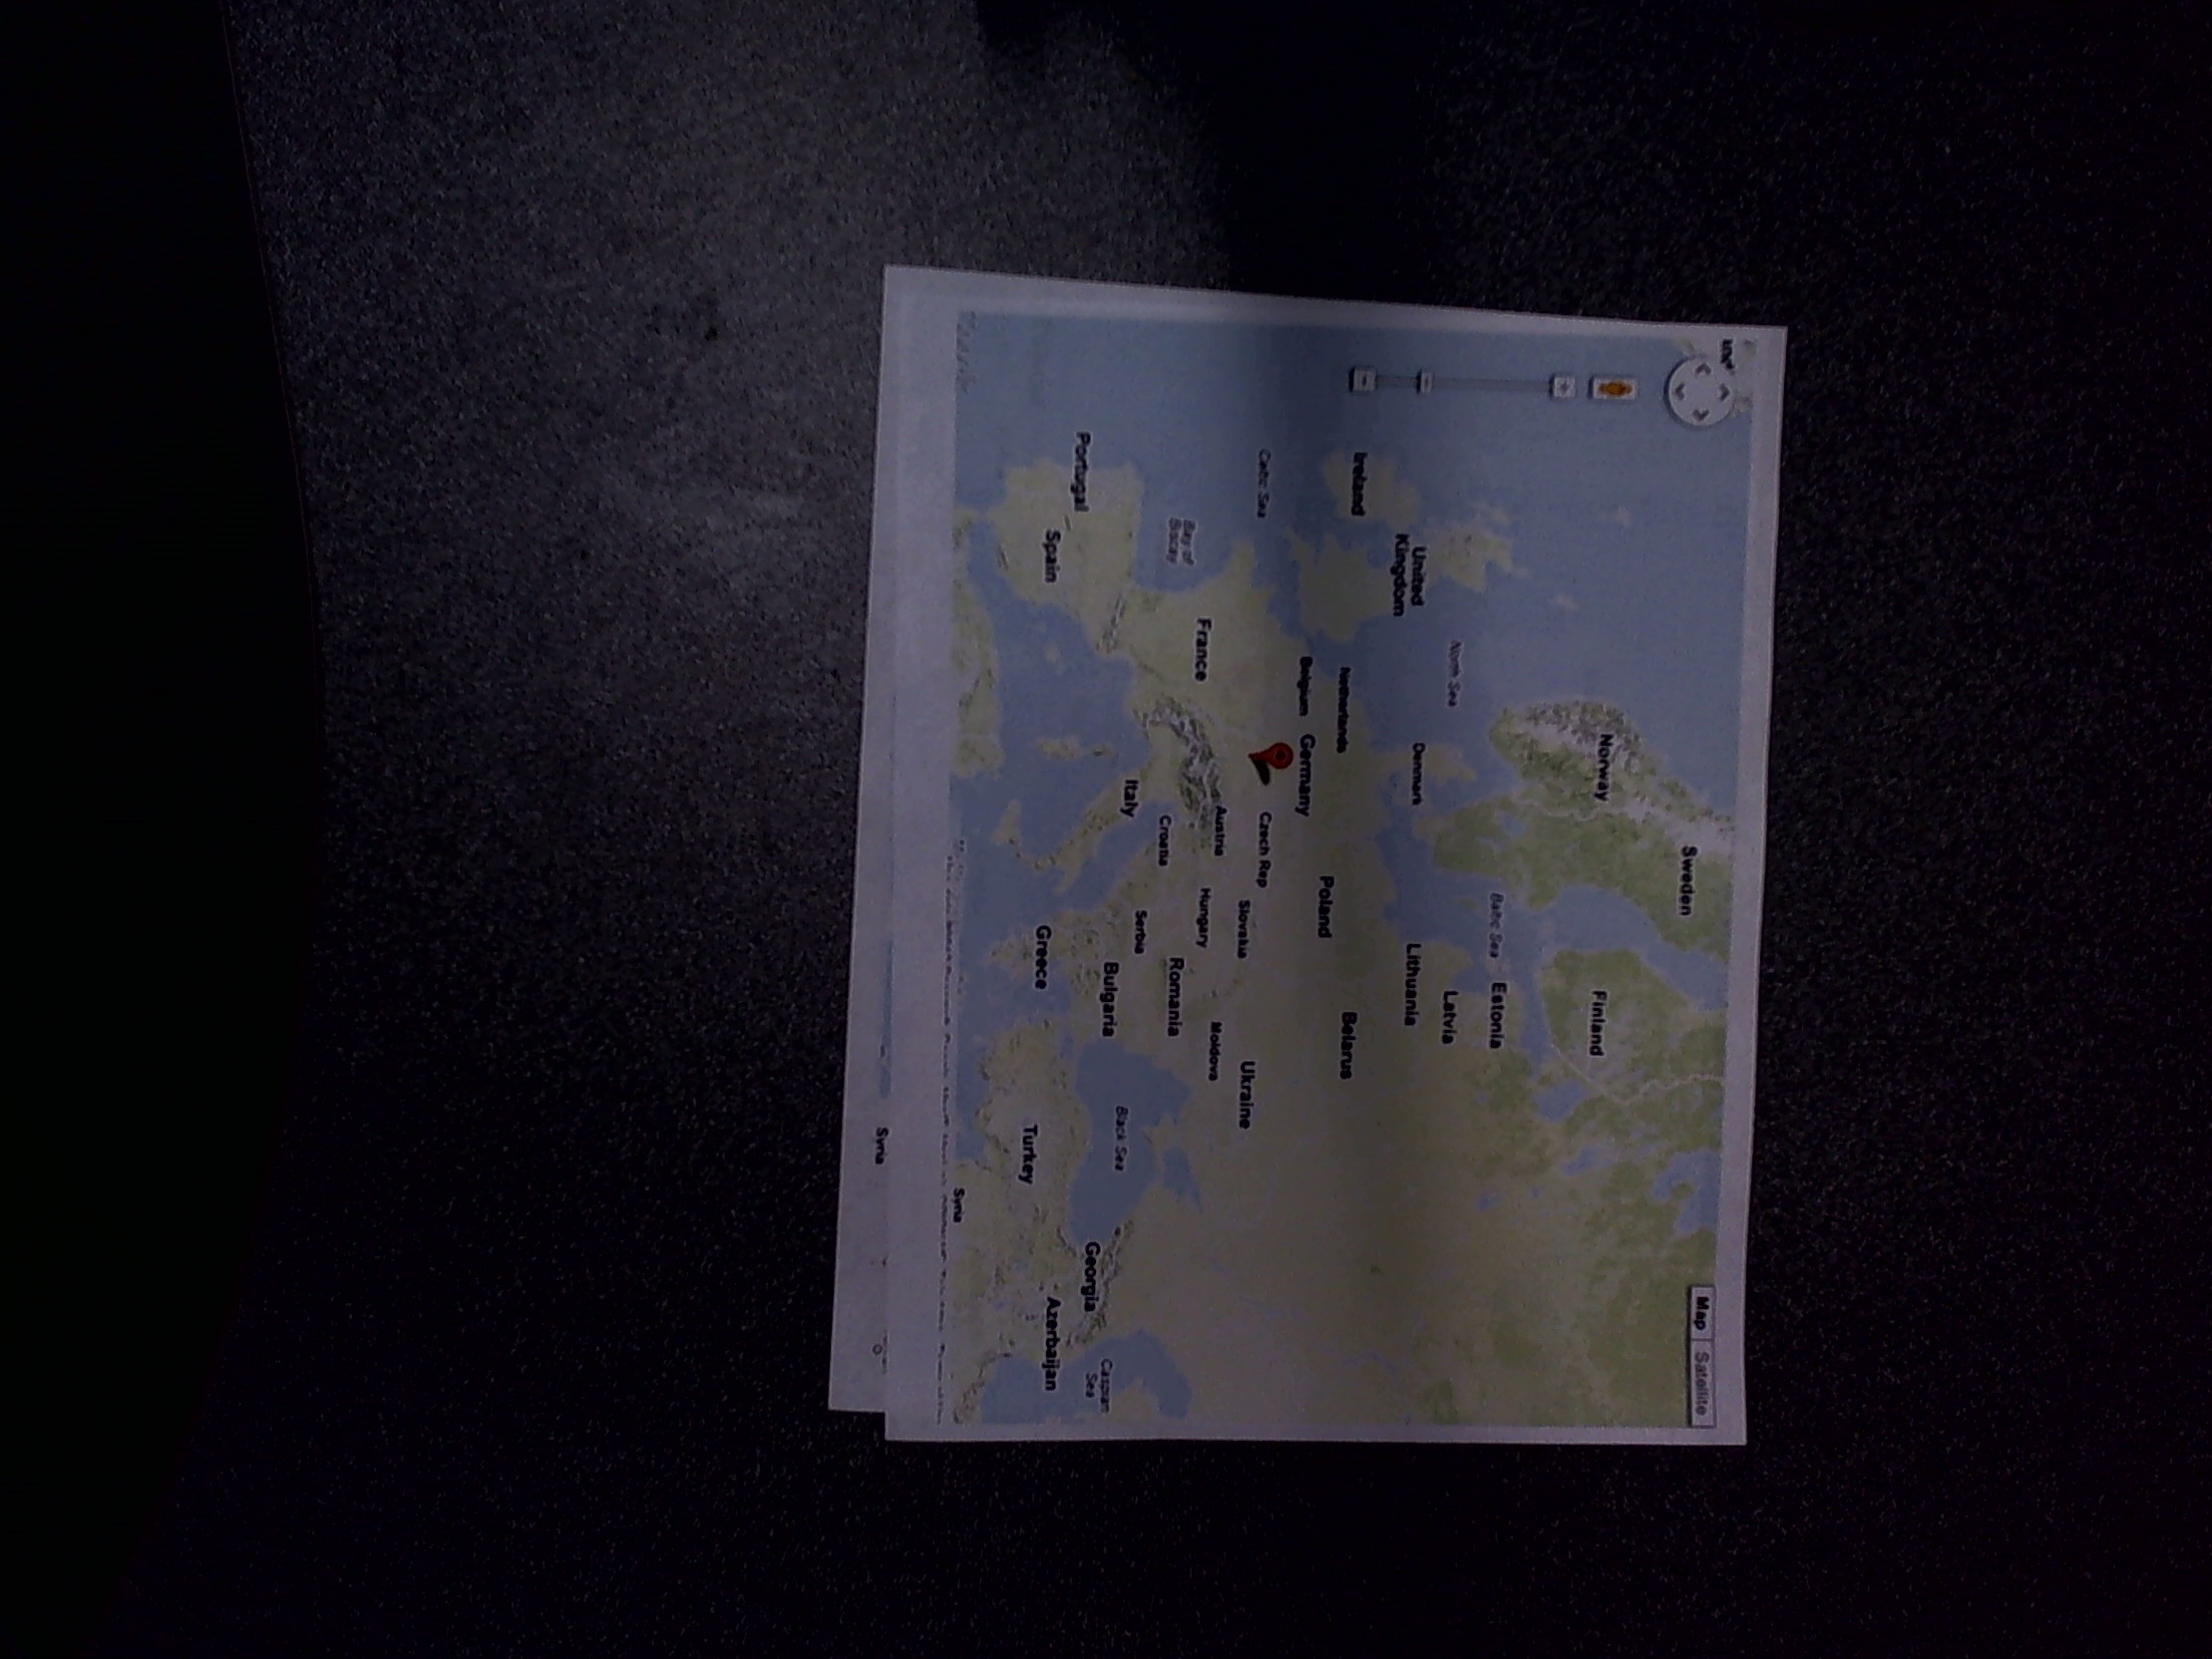 Map Satellite
Sweden
Norway
Finland
Baltic Sea
Estonia
North Sea
Latvia
United
Kingdom
Denmark
Lithuania
Ireland
Netherlands
Belarus
Belgium
Germany
Poland
Celtic Sea
Czech Rep
Slovakia
Ukraine
France
Austria
Hungary
Moldova
Bay of
Biscay
Croatia
Romania
Italy
Serbia
Black Sea
Bulgaria
Portugal
Georgia
Caspian
Sea
Spain
Greece
Turkey
Azerbaijan
Syria
Syria